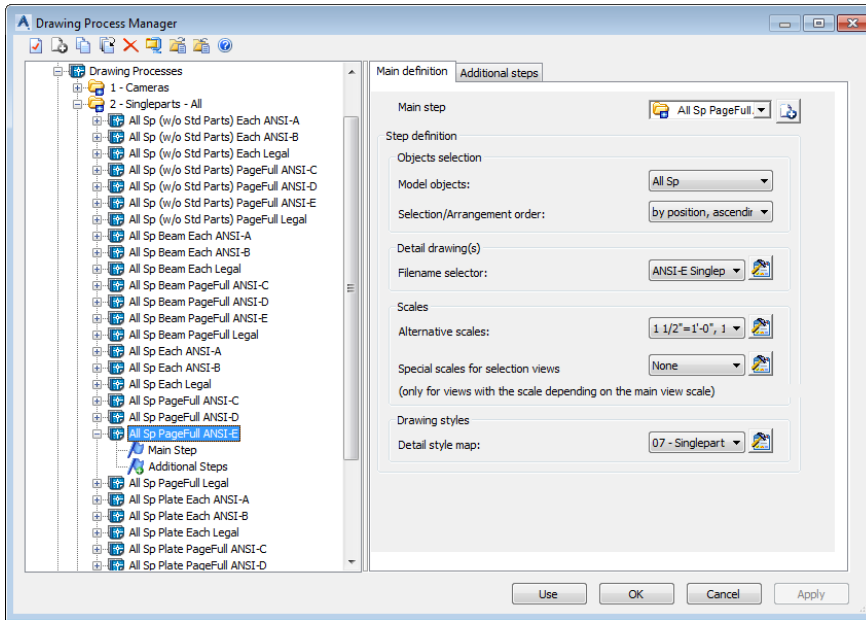 Drawing Process Manager
Drawing Processes
1 - Cameras
2 - Singleparts - All
All Sp (w/o Std Parts) Each ANSI-A
All Sp (w/o Std Parts) Each ANSI-B
All Sp (w/o Std Parts) Each Legal
All Sp (w/o Std Parts) PageFull ANSI-C
All Sp (w/o Std Parts) PageFull ANSI-D
All Sp (w/o Std Parts) PageFull ANSI-E
All Sp (w/o Std Parts) PageFull Legal
All Sp Beam Each ANSI-A
All Sp Beam Each ANSI-B
All Sp Beam Each Legal
All Sp Beam PageFull ANSI-C
All Sp Beam PageFull ANSI-D
All Sp Beam PageFull ANSI-E
All Sp Beam PageFull Legal
All Sp Each ANSI-A
All Sp Each ANSI-B
All Sp Each Legal
All Sp PageFull ANSI-C
All Sp PageFull ANSI-D
All Sp PageFull ANSI-E
Main Step
Additional Steps
All Sp PageFull Legal
All Sp Plate Each ANSI-A
All Sp Plate Each ANSI-B
All Sp Plate Each Legal
All Sp Plate PageFull ANSI-C
All Sp Plate PageFull ANSI-D
Main definition Additional steps
Main step All Sp PageFull.
Step definition
Objects selection
Model objects: All Sp
Selection/Arrangement order: by position, ascendir
Detail drawing(s)
Filename selector: ANSI-E Singlep
Scales
Alternative scales: 1 1/2"=1'-0", 1
Special scales for selection views None
(only for views with the scale depending on the main view scale)
Drawing styles
Detail style map: 07 - Singlepart
Use OK Cancel Apply